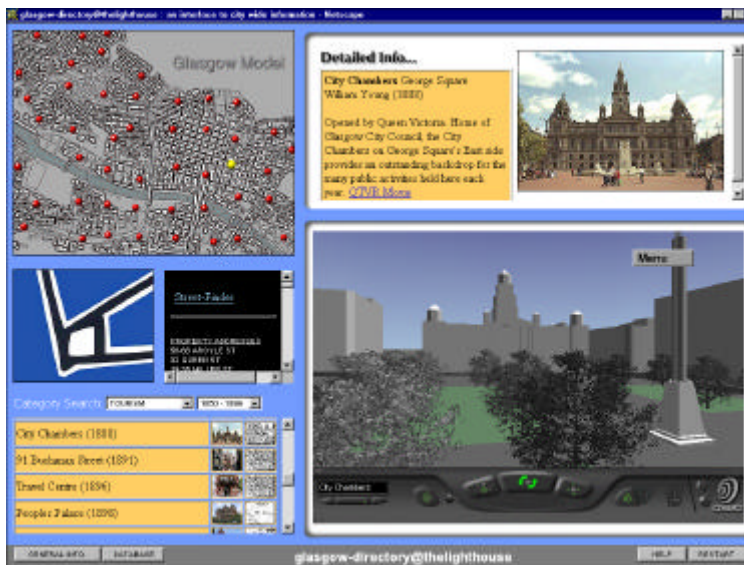 glasgow-directory@thelighthouse : an interface to city wide information - Netscape
Glasgow Model
Detailed Info...
City Chambers George Square
William Young (1888)
Opened by Queen Victoria. Home of
Glasgow City Council, the City
Chambers on George Square's East side
provides an outstanding backdrop for the
many public activities held here each
year. QTVR Movie
Menu
Street-Finder
PROPERTY ADDRESSES
Category Search: TOURISM
City Chambers (1888)
91 Buchanan Street (1891)
Travel Centre (1896)
Peoples Palace (1898)
City Chambers
GENERAL INFO
DATABASE
glasgow-directory@thelighthouse
HELP
RESTART